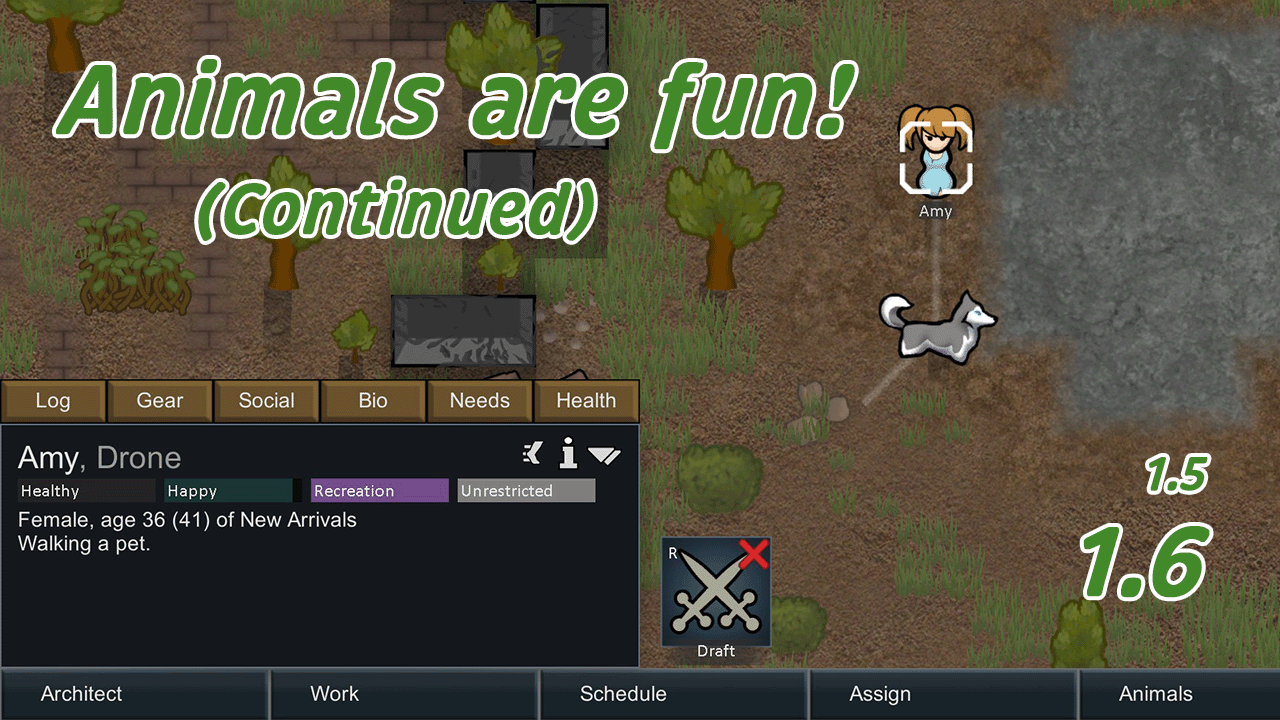 Animals are fun!
(Continued)
Amy
Log Gear Social Bio Needs Health
Amy, Drone
Healthy Happy Recreation Unrestricted
Female, age 36 (41) of New Arrivals
Walking a pet.
R
Draft
1.5
1.6
Architect Work Schedule Assign Animals